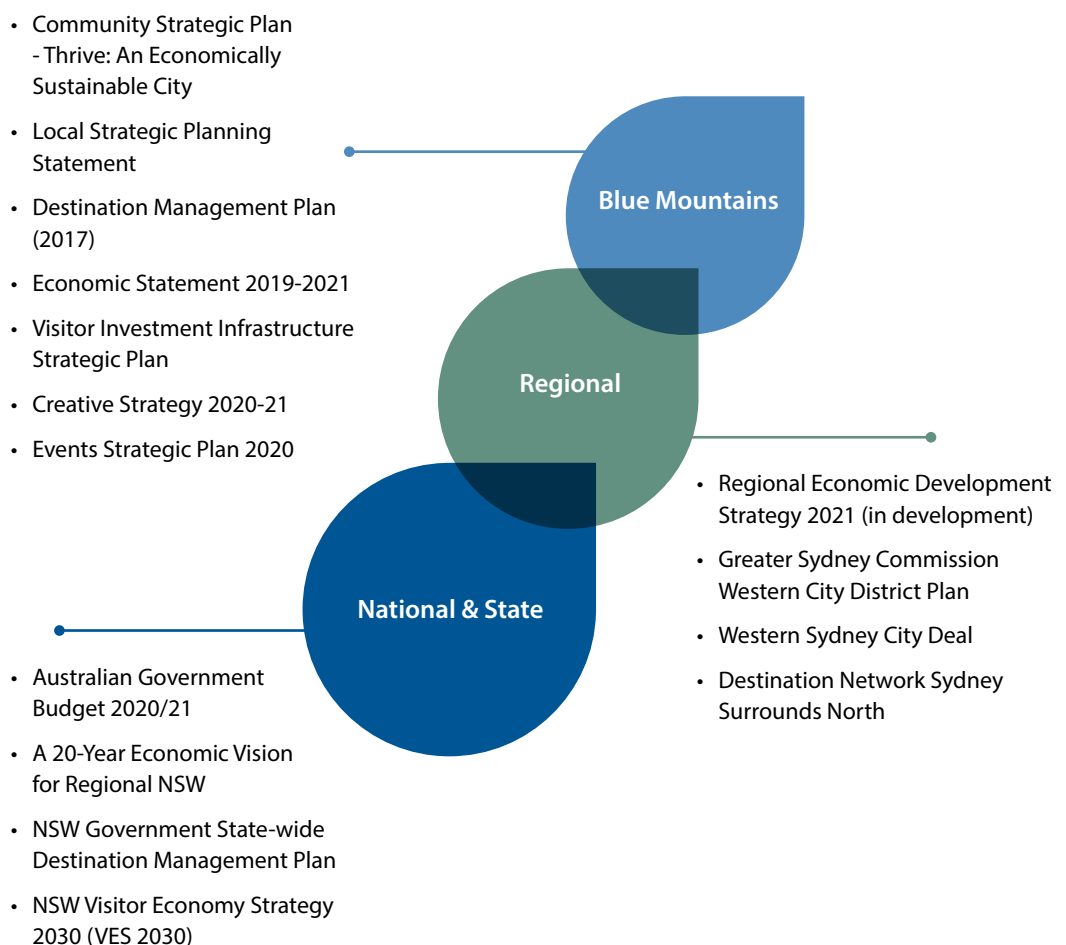 • Community Strategic Plan
- Thrive: An Economically
Sustainable City
• Local Strategic Planning
Statement
• Destination Management Plan
(2017)
• Economic Statement 2019-2021
• Visitor Investment Infrastructure
Strategic Plan
• Creative Strategy 2020-21
• Events Strategic Plan 2020
Blue Mountains
Regional
• Regional Economic Development
Strategy 2021 (in development)
• Greater Sydney Commission
Western City District Plan
• Western Sydney City Deal
• Destination Network Sydney
Surrounds North
National & State
• Australian Government
Budget 2020/21
• A 20-Year Economic Vision
for Regional NSW
• NSW Government State-wide
Destination Management Plan
• NSW Visitor Economy Strategy
2030 (VES 2030)